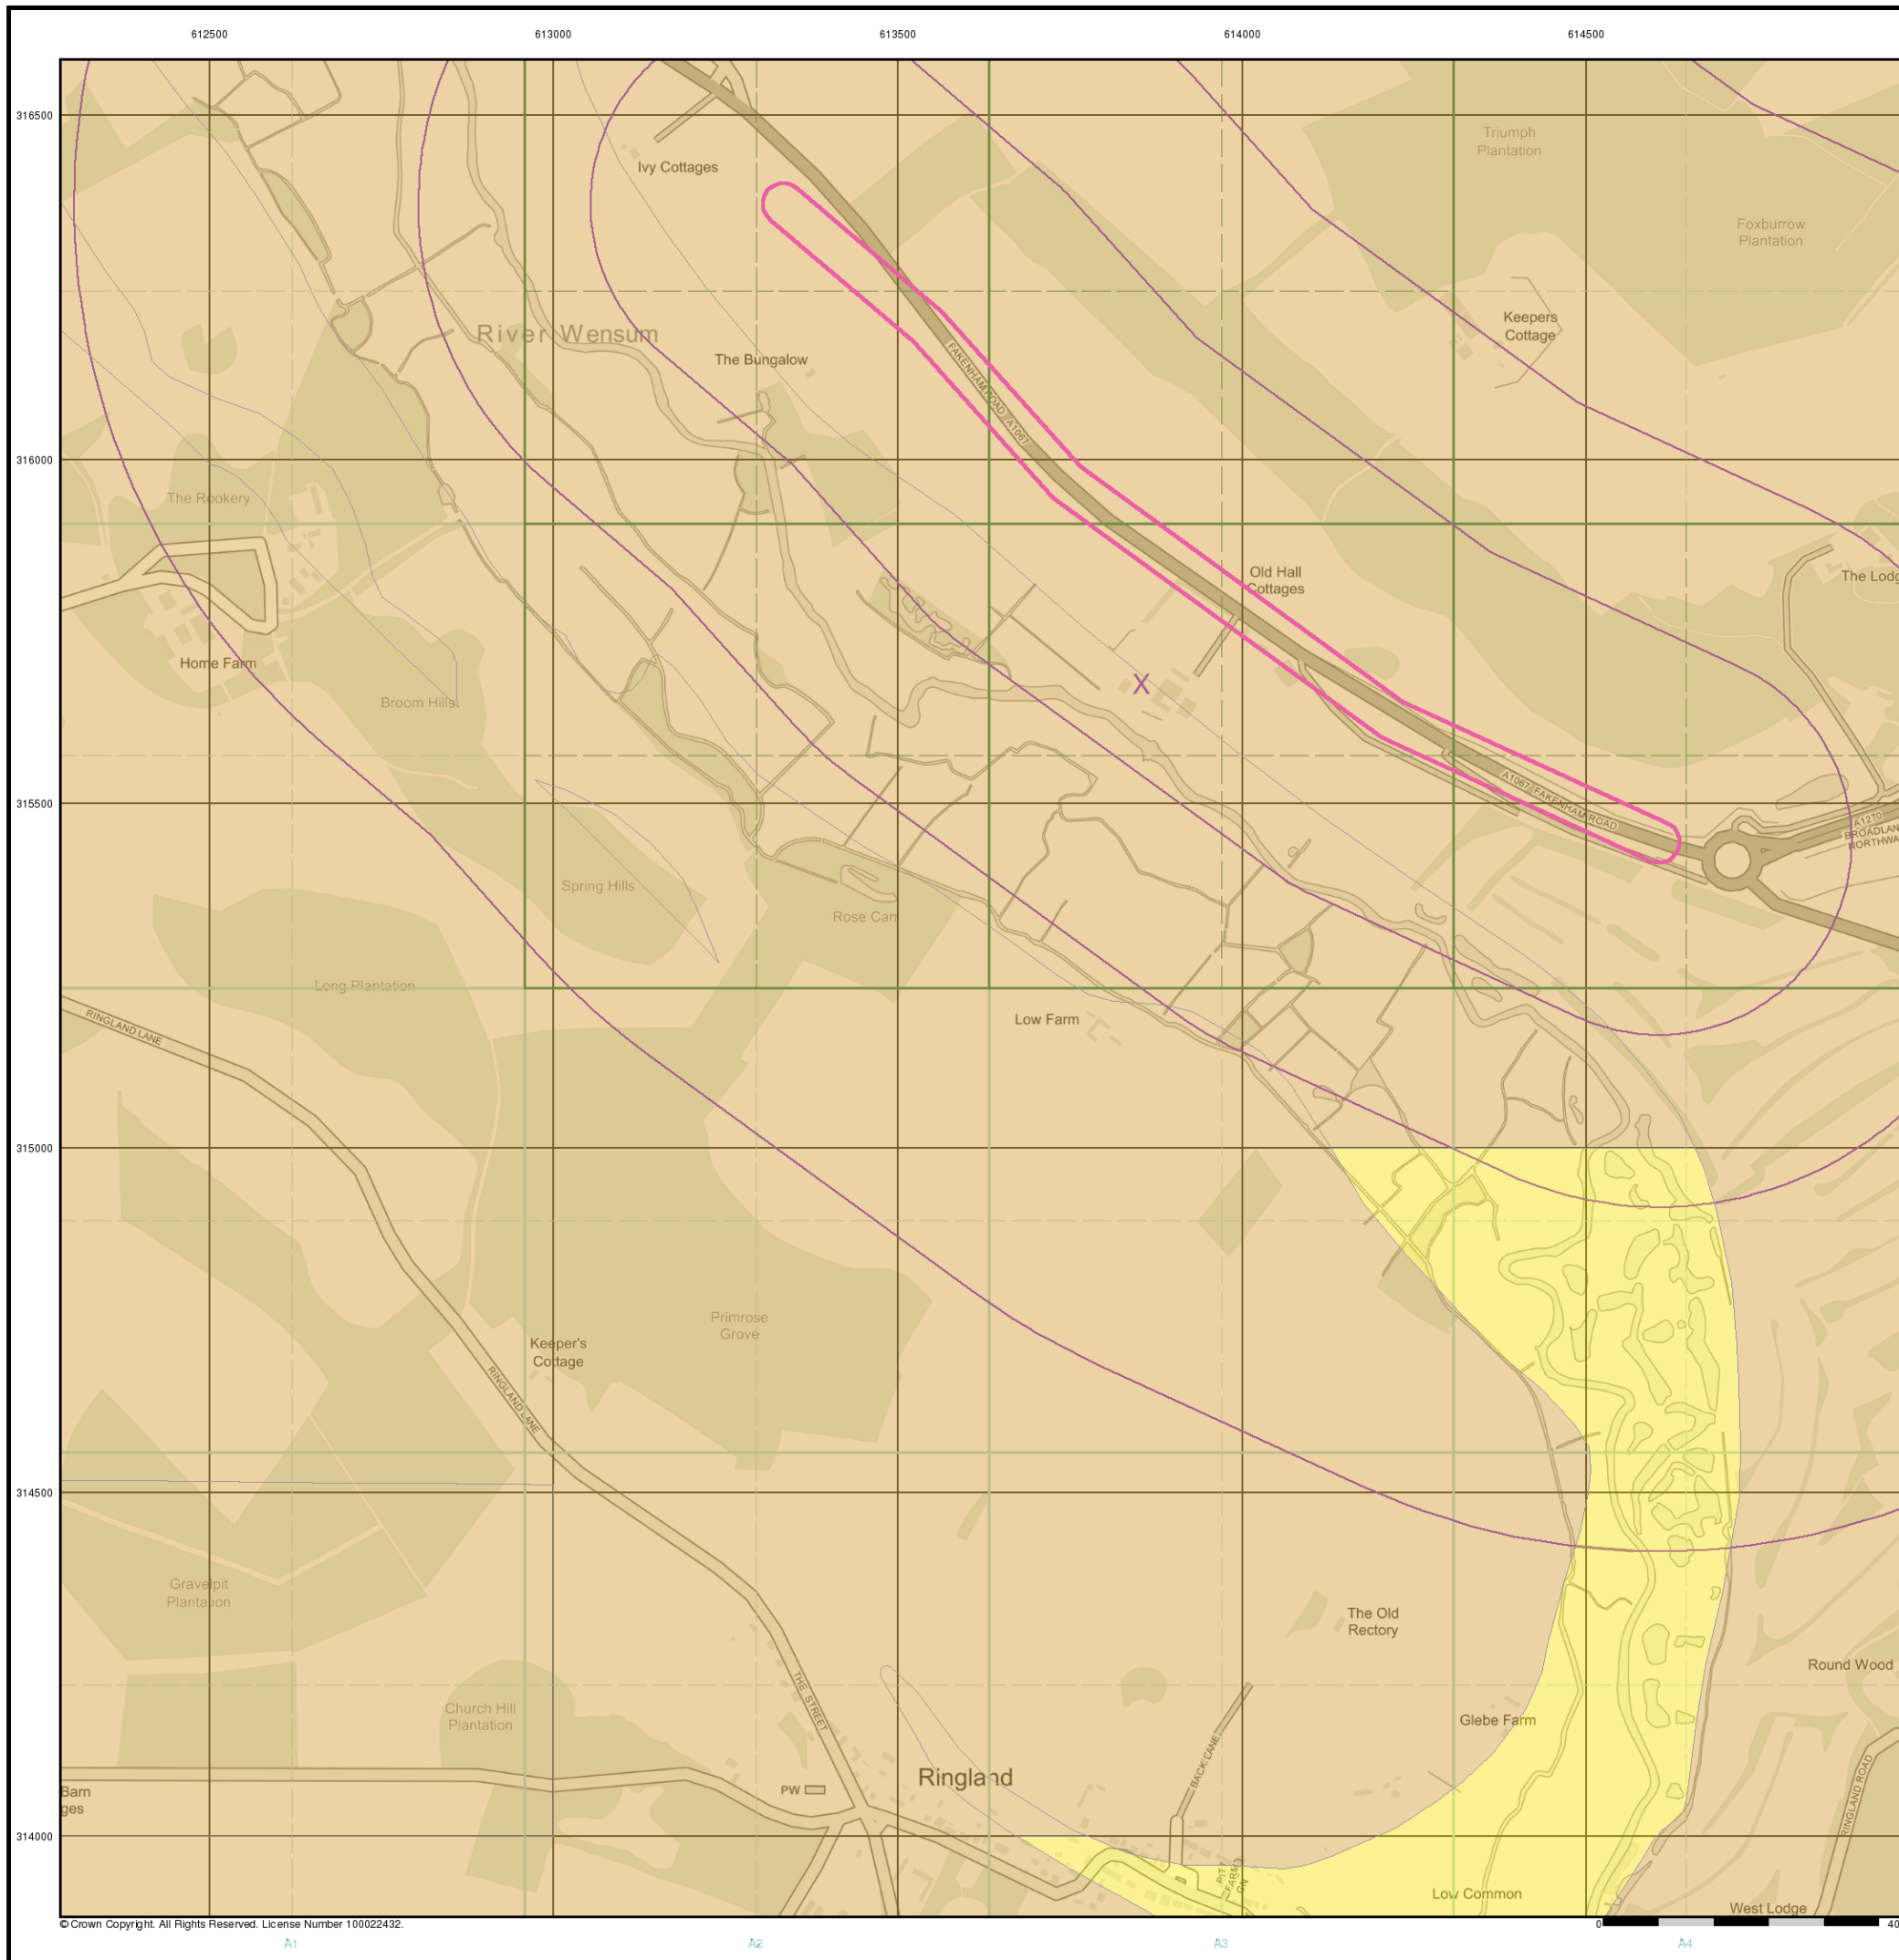 612500 613000 613500 614000 614500
316500
Triumph
Plantation
Ivy Cottages
Foxburrow
Plantation
River Wensum
Keepers
Cottage
The Bungalow
FAKENHAM ROAD A1067
316000
The Rookery
Old Hall
Cottages
The Lodg
Home Farm
X
Broom Hills
A1067 FAKENHAM ROAD
315500
A1270
BROADLAN
NORTHWA
Spring Hills
Rose Carr
Long Plantation
RINGLAND LANE
Low Farm
315000
Primrose
Grove
Keeper's
Cottage
RINGLAND LANE
314500
Gravelpit
Plantation
The Old
Rectory
Round Wood
Church Hill
Plantation
THE STREET
Glebe Farm
BACK LANE
Ringland
PW
Barn
ges
RINGLAND ROAD
314000
PITT
FARM
GN
Low Common
West Lodge
© Crown Copyright. All Rights Reserved. License Number 100022432.
0 40
A1 A2 A3 A4